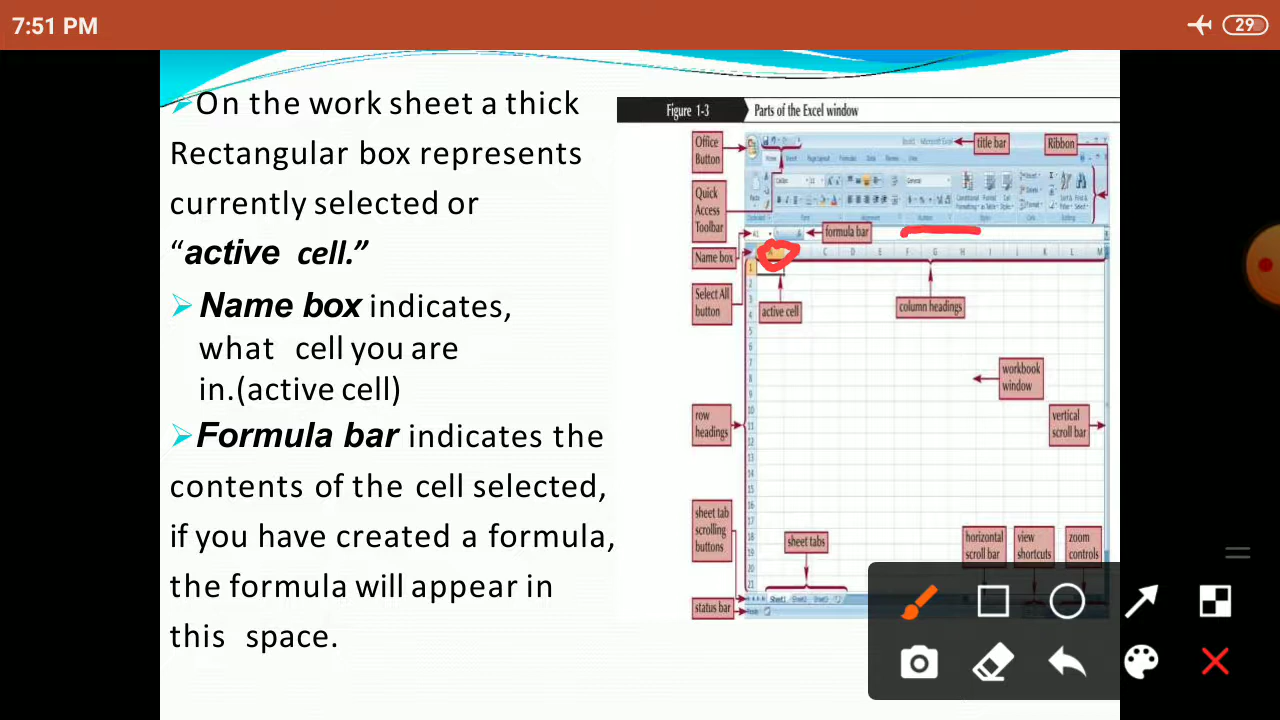 7:51 PM
29
On the work sheet a thick
Rectangular box represents
currently selected or
“active cell.”
Name box indicates,
what cell you are
in.(active cell)
Formula bar indicates the
contents of the cell selected,
if you have created a formula,
the formula will appear in
this space.
Figure 1-3 Parts of the Excel window
Office
Button
title bar
Ribbon
Quick
Access
Toolbar
formula bar
Name box
Select All
button
active cell
column headings
workbook
window
row
headings
vertical
scroll bar
sheet tab
scrolling
buttons
sheet tabs
horizontal
scroll bar
view
shortcuts
zoom
controls
status bar